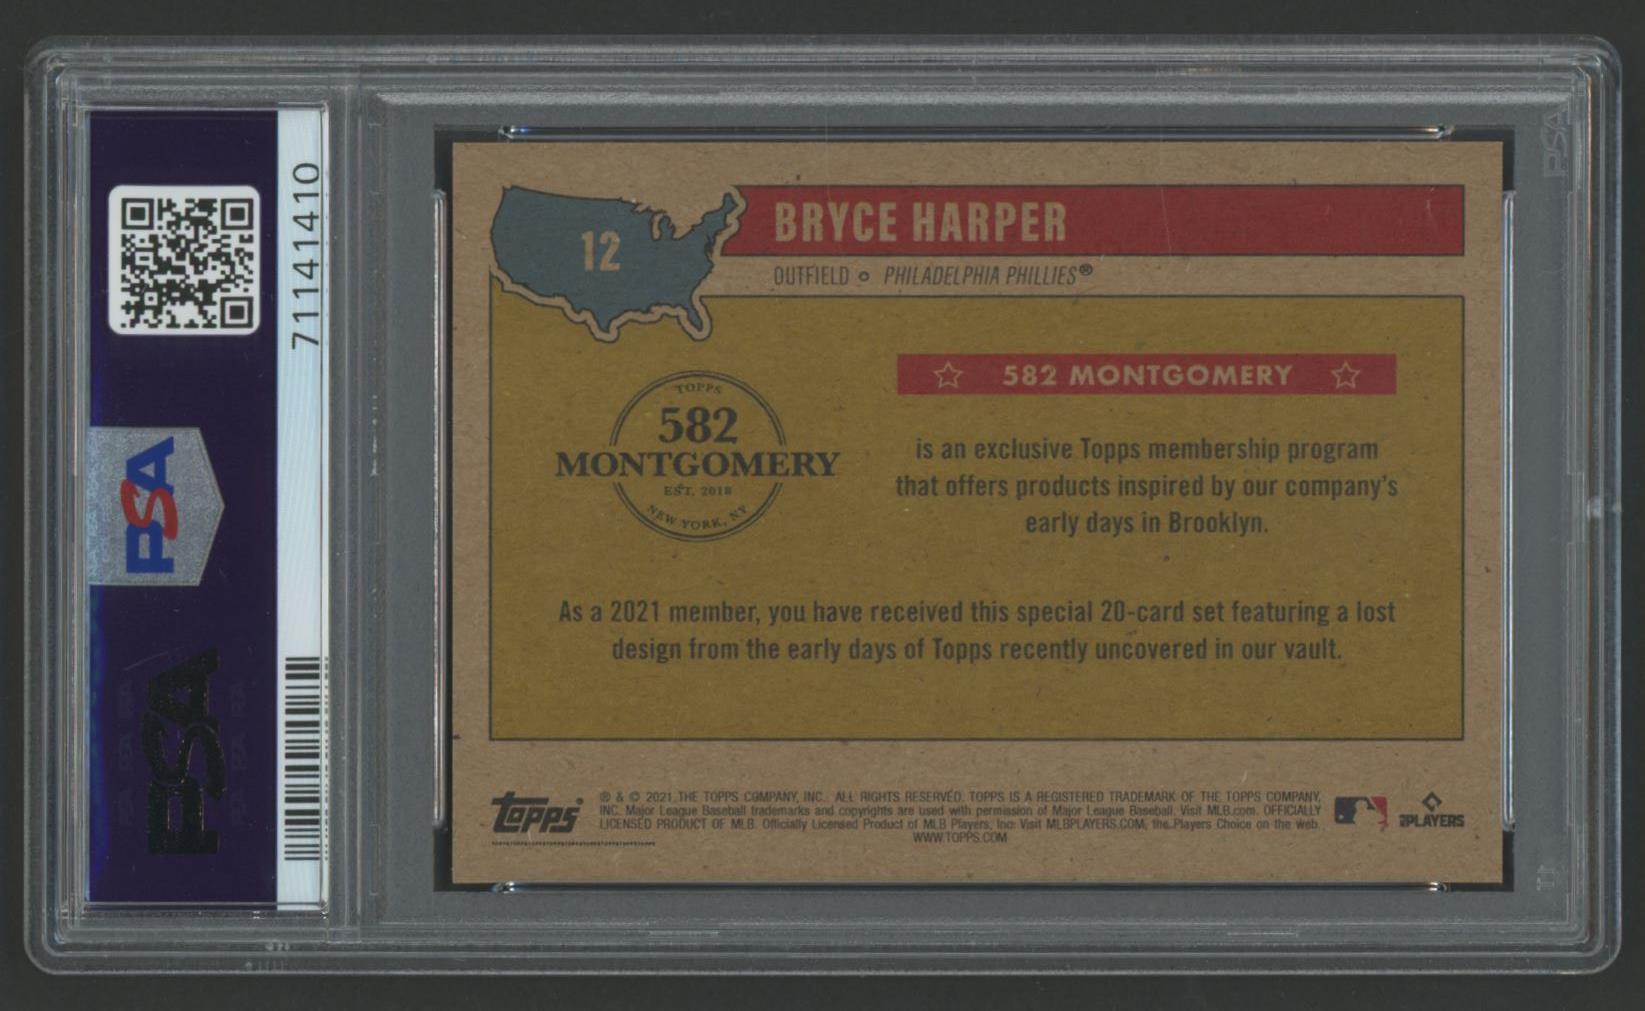 71141410
PSA
PSA
PSA
12
BRYCE HARPER
OUTFIELD PHILADELPHIA PHILLIES®
TOPPS
582
MONTGOMERY
EST. 2018
NEW YORK, NY
☆ 582 MONTGOMERY ☆
is an exclusive Topps membership program
that offers products inspired by our company's
early days in Brooklyn.
As a 2021 member, you have received this special 20-card set featuring a lost
design from the early days of Topps recently uncovered in our vault.
topps®
® & © 2021 THE TOPPS COMPANY, INC. ALL RIGHTS RESERVED. TOPPS IS A REGISTERED TRADEMARK OF THE TOPPS COMPANY,
INC. Major League Baseball trademarks and copyrights are used with permission of Major League Baseball. Visit MLB.com. OFFICIALLY
LICENSED PRODUCT OF MLB. Officially Licensed Product of MLB Players, Inc. Visit MLBPLAYERS.COM, the Players Choice on the web.
WWW.TOPPS.COM
PLAYERS